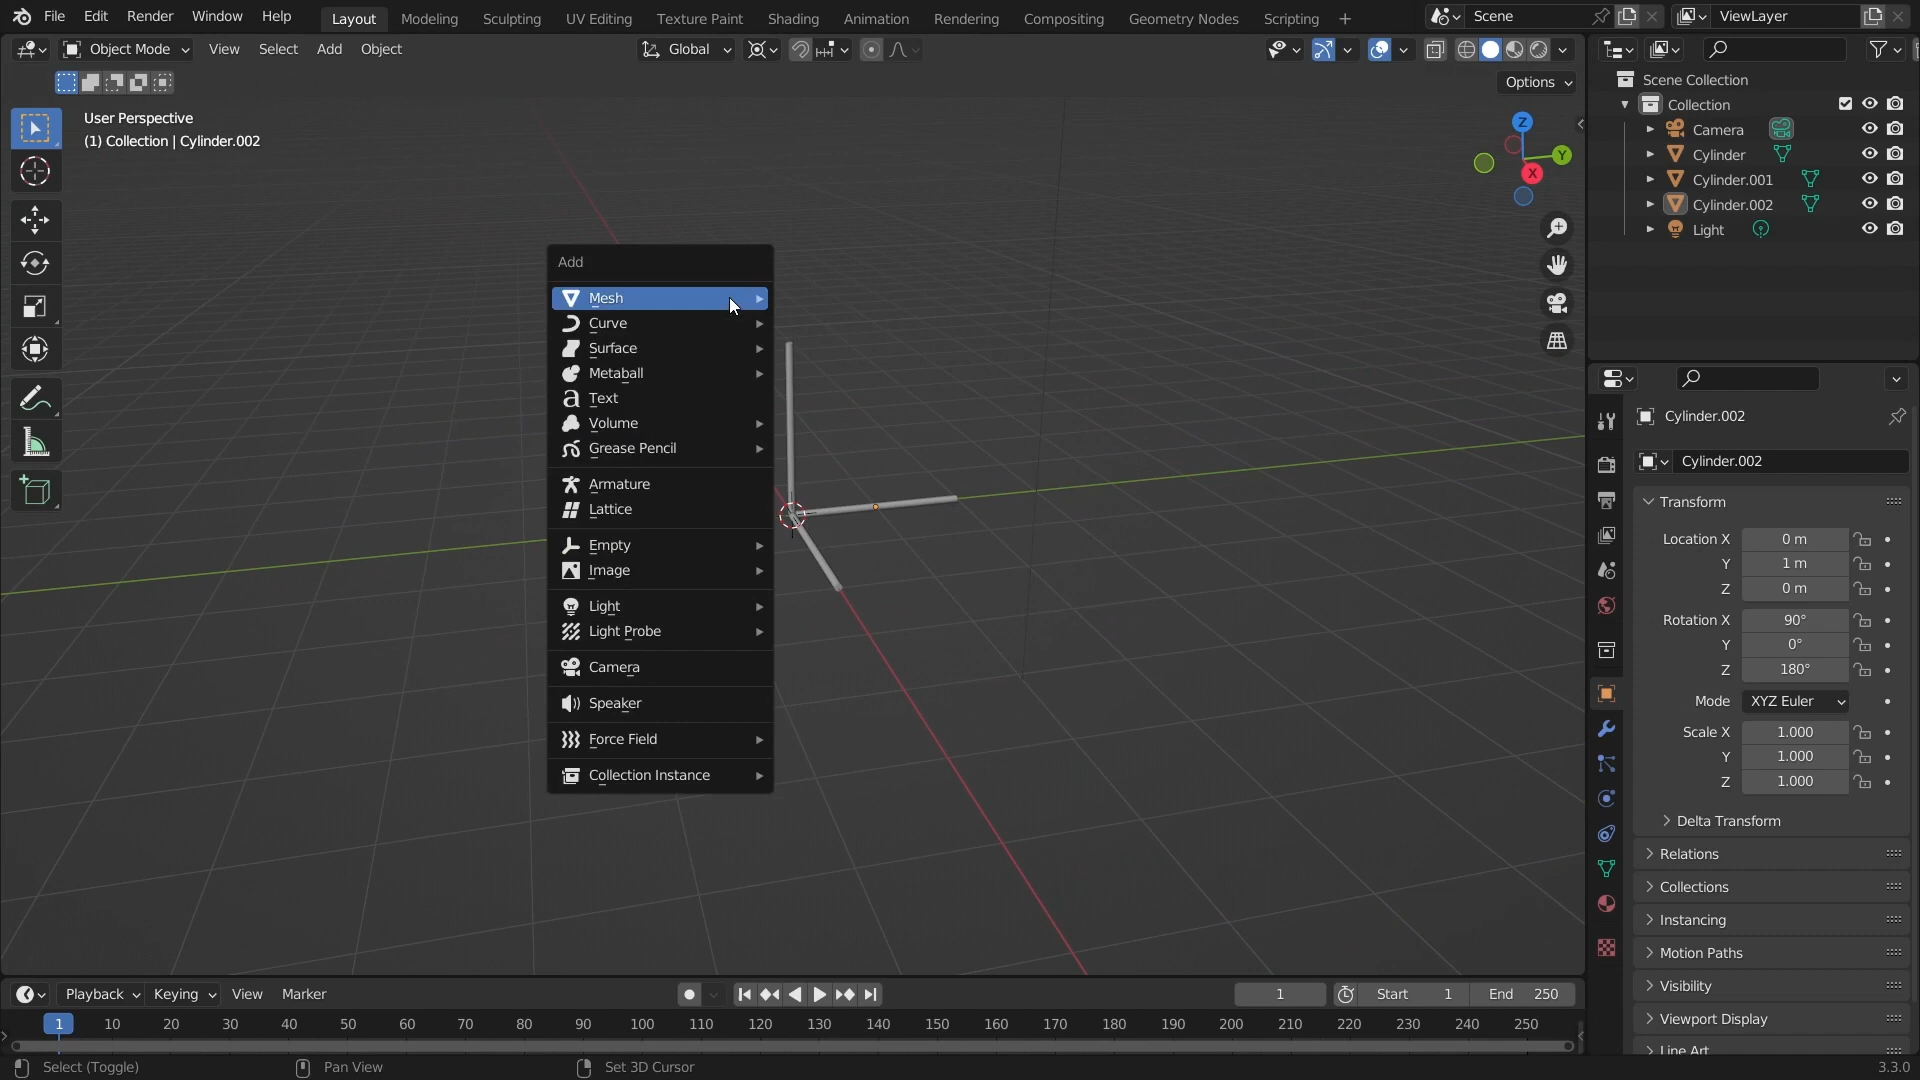 File Edit Render Window Help Layout Modeling Sculpting UV Editing Texture Paint Shading Animation Rendering Compositing Geometry Nodes Scripting + Scene ViewLayer
Object Mode View Select Add Object Global
Options
User Perspective
(1) Collection | Cylinder.002
Z
Y
X
Add
Mesh
Curve
Surface
Metaball
Text
Volume
Grease Pencil
Armature
Lattice
Empty
Image
Light
Light Probe
Camera
Speaker
Force Field
Collection Instance
Scene Collection
Collection
Camera
Cylinder
Cylinder.001
Cylinder.002
Light
Cylinder.002
Cylinder.002
Transform
Location X 0 m
Y 1 m
Z 0 m
Rotation X 90°
Y 0°
Z 180°
Mode XYZ Euler
Scale X 1.000
Y 1.000
Z 1.000
Delta Transform
Relations
Collections
Instancing
Motion Paths
Visibility
Viewport Display
Line Art
Playback Keying View Marker 1 Start 1 End 250
1 10 20 30 40 50 60 70 80 90 100 110 120 130 140 150 160 170 180 190 200 210 220 230 240 250
Select (Toggle) Pan View Set 3D Cursor 3.3.0